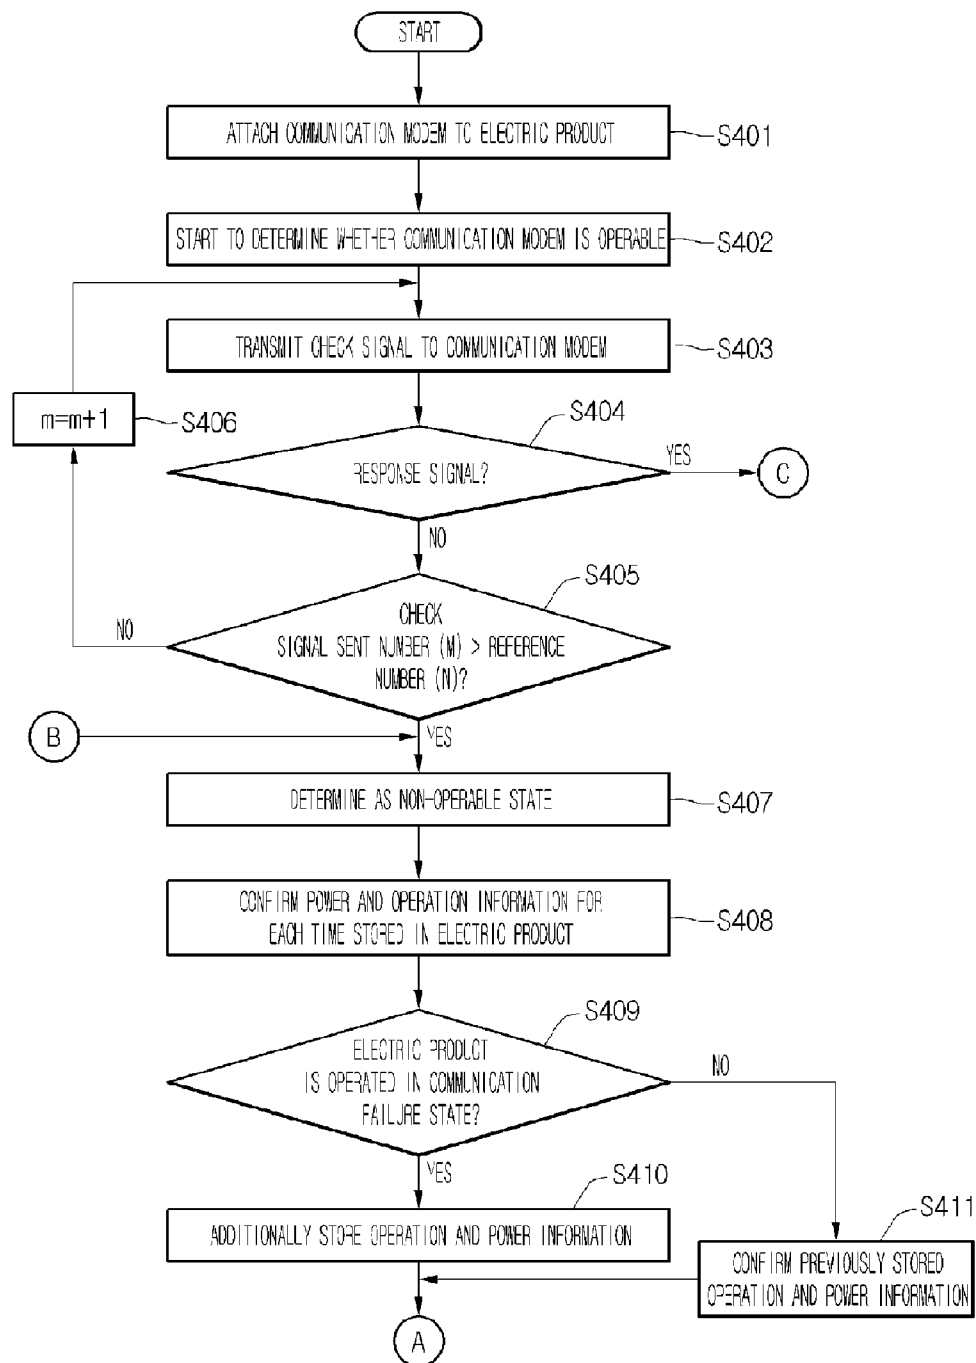 START
ATTACH COMMUNICATION MODEM TO ELECTRIC PRODUCT
S401
START TO DETERMINE WHETHER COMMUNICATION MODEM IS OPERABLE
S402
TRANSMIT CHECK SIGNAL TO COMMUNICATION MODEM
S403
m=m+1
S406
S404
RESPONSE SIGNAL?
YES
C
NO
S405
CHECK
SIGNAL SENT NUMBER (M) > REFERENCE
NUMBER (N)?
NO
B
YES
DETERMINE AS NON-OPERABLE STATE
S407
CONFIRM POWER AND OPERATION INFORMATION FOR
EACH TIME STORED IN ELECTRIC PRODUCT
S408
S409
ELECTRIC PRODUCT
IS OPERATED IN COMMUNICATION
FAILURE STATE?
NO
YES
S410
ADDITIONALLY STORE OPERATION AND POWER INFORMATION
S411
CONFIRM PREVIOUSLY STORED
OPERATION AND POWER INFORMATION
A